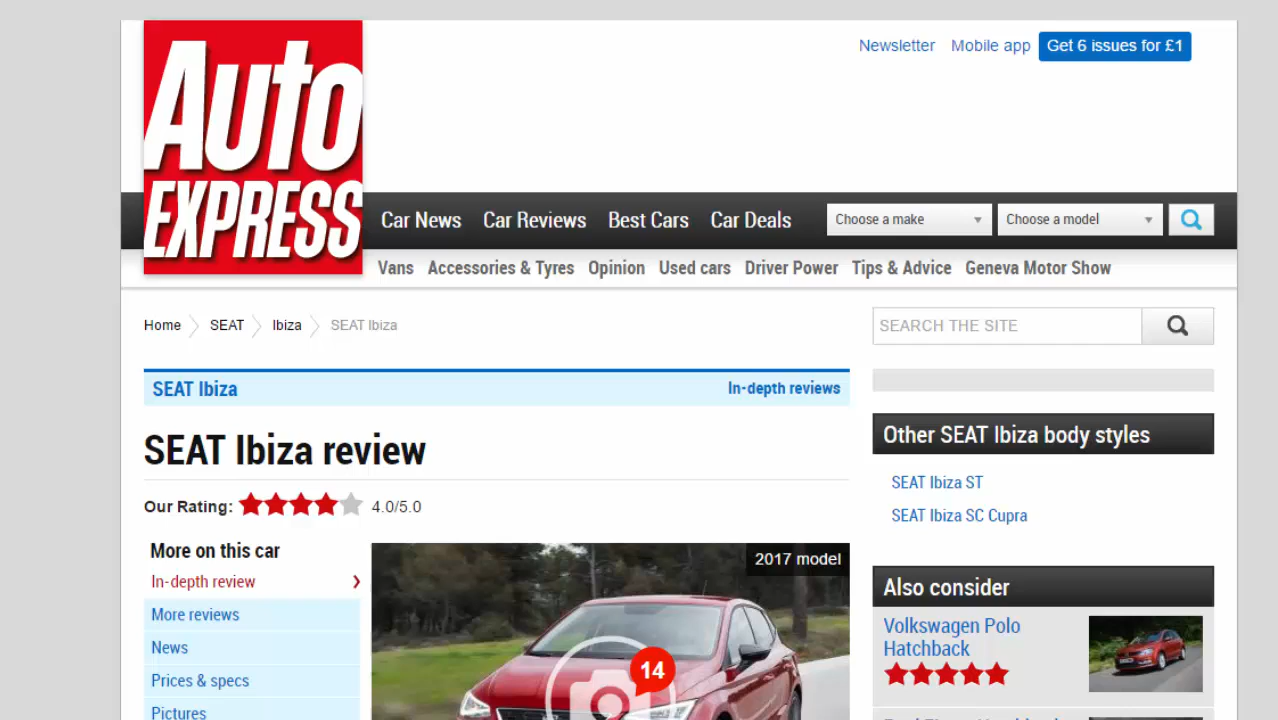 Auto
EXPRESS
Newsletter Mobile app Get 6 issues for £1
Car News Car Reviews Best Cars Car Deals Choose a make Choose a model
Vans Accessories & Tyres Opinion Used cars Driver Power Tips & Advice Geneva Motor Show
Home SEAT Ibiza SEAT Ibiza
SEARCH THE SITE
SEAT Ibiza In-depth reviews
SEAT Ibiza review
Our Rating: 4.0/5.0
More on this car
In-depth review
More reviews
News
Prices & specs
Pictures
2017 model
14
Other SEAT Ibiza body styles
SEAT Ibiza ST
SEAT Ibiza SC Cupra
Also consider
Volkswagen Polo
Hatchback